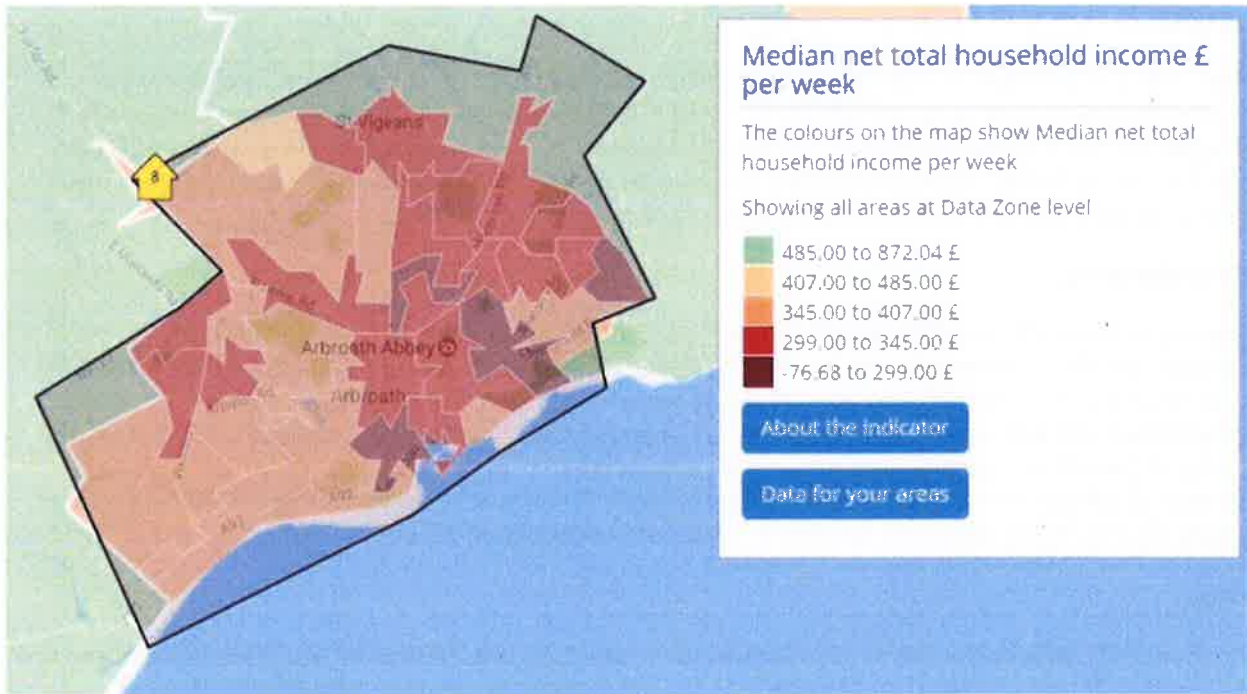 St Vigeans
8
Arbroath Abbey
Arbroath
A92
A92
Median net total household income £
per week
The colours on the map show Median net total
household income per week
Showing all areas at Data Zone level
485.00 to 872.04 £
407.00 to 485.00 £
345.00 to 407.00 £
299.00 to 345.00 £
-76.68 to 299.00 £
About the indicator
Data for your areas